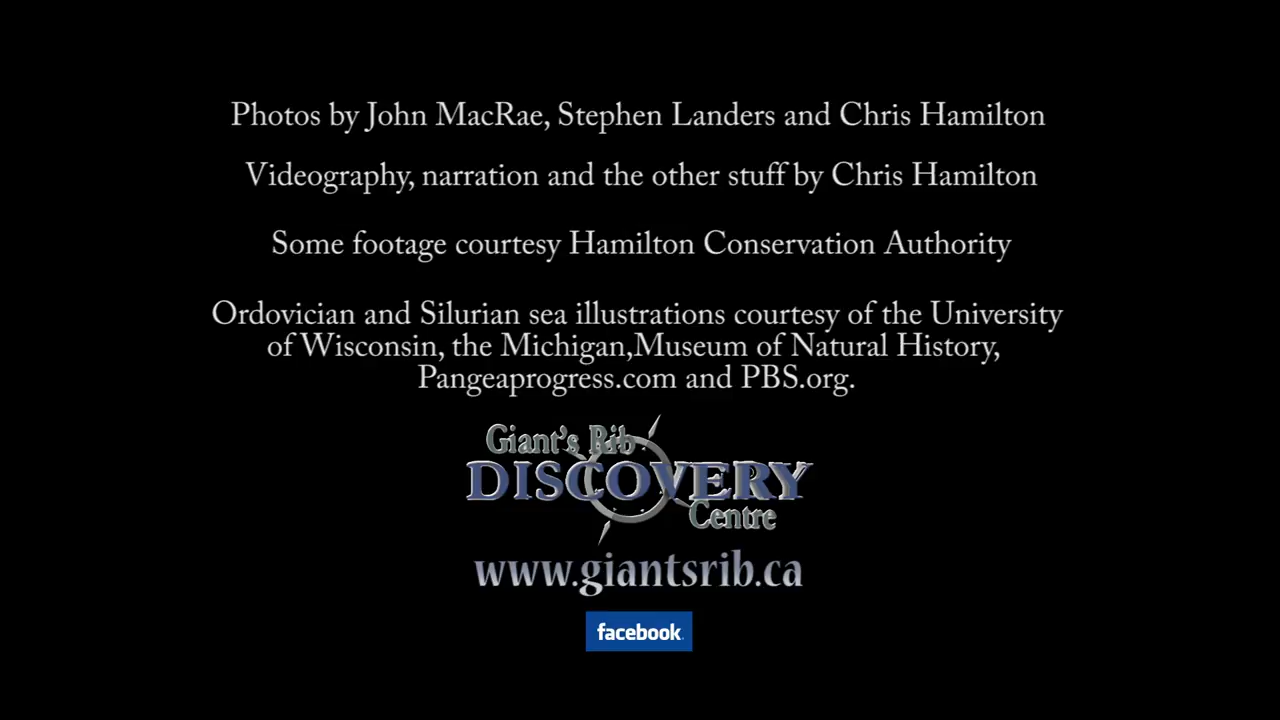 Photos by John MacRae, Stephen Landers and Chris Hamilton
Videography, narration and the other stuff by Chris Hamilton
Some footage courtesy Hamilton Conservation Authority
Ordovician and Silurian sea illustrations courtesy of the University
of Wisconsin, the Michigan,Museum of Natural History,
Pangeaprogress.com and PBS.org.
Giant's Rib
DISCOVERY
Centre
www.giantsrib.ca
facebook